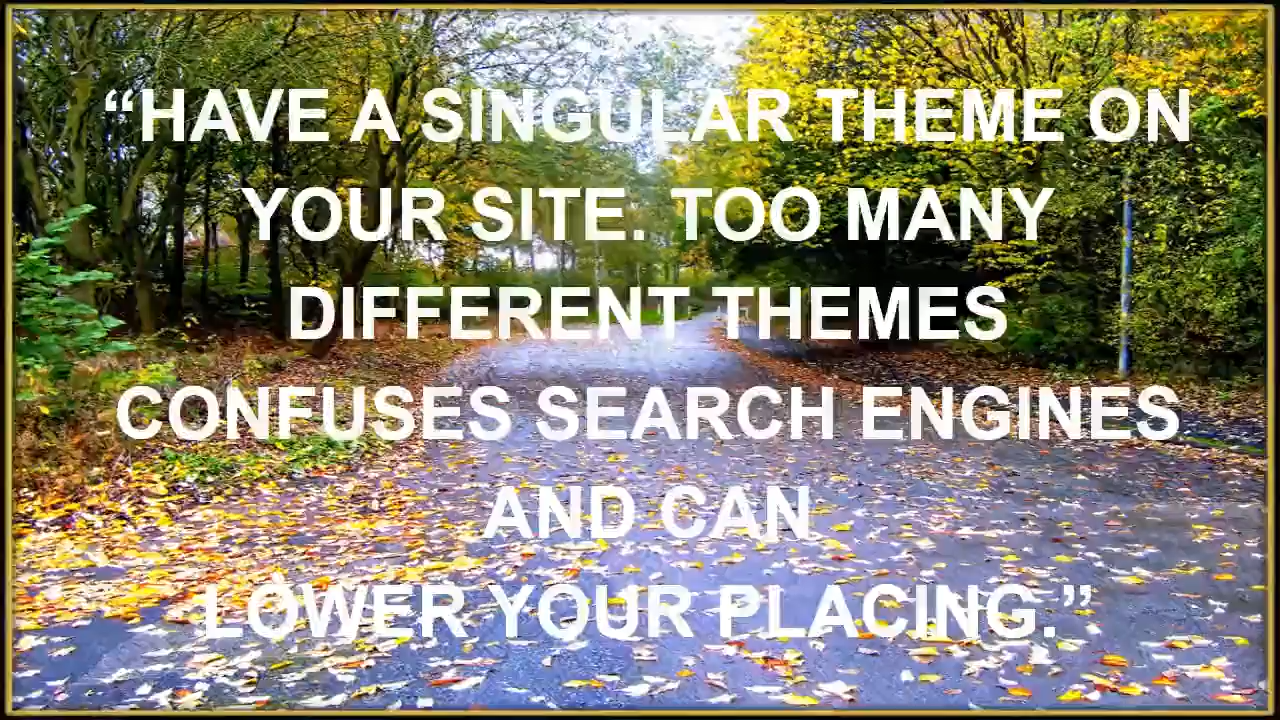 “HAVE A SINGULAR THEME ON
YOUR SITE. TOO MANY
DIFFERENT THEMES
CONFUSES SEARCH ENGINES
AND CAN
LOWER YOUR PLACING.”